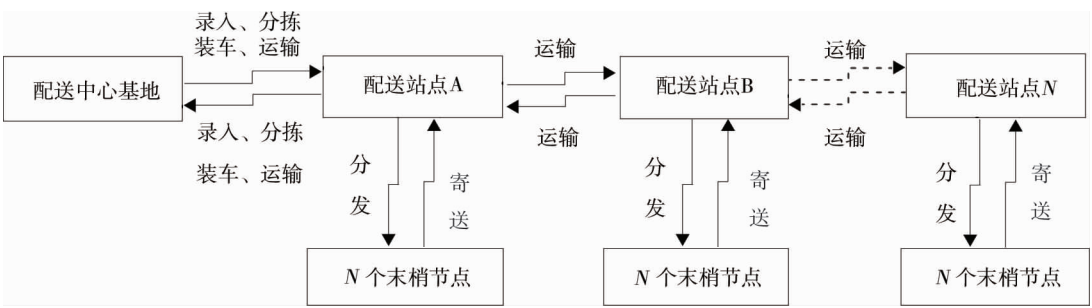 录入、分拣
装车、运输
运输
运输
配送中心基地
配送站点A
配送站点B
配送站点N
录入、分拣
装车、运输
运输
运输
分发
寄送
分发
寄送
分发
寄送
N 个末梢节点
N 个末梢节点
N 个末梢节点